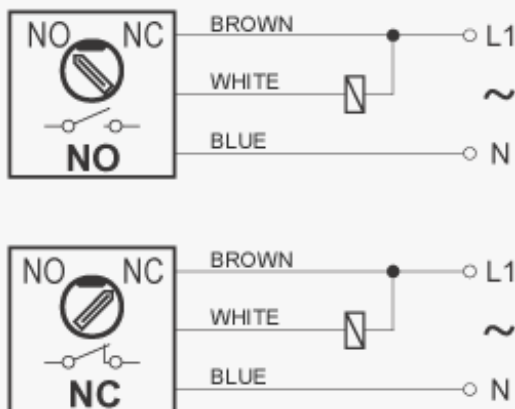 NO NC BROWN L1
WHITE ~
NO BLUE N
NO NC BROWN L1
WHITE ~
NC BLUE N